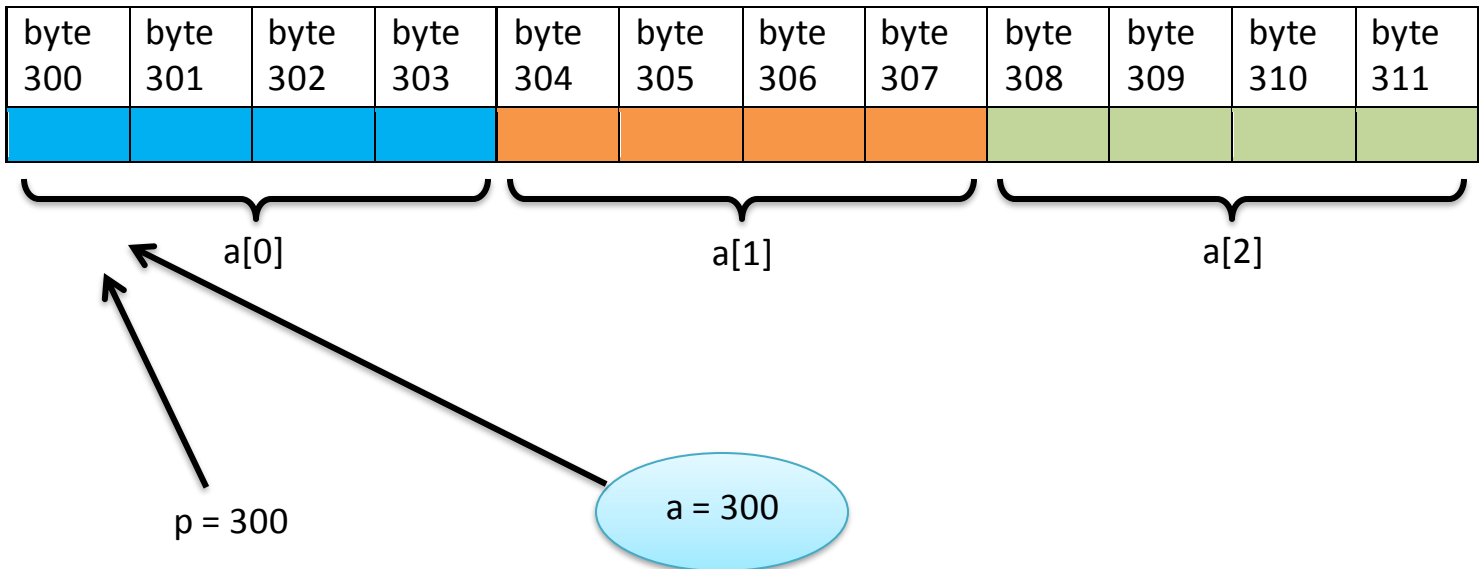 byte byte byte byte byte byte byte byte byte byte byte byte
300 301 302 303 304 305 306 307 308 309 310 311
a[0] a[1] a[2]
p = 300
a = 300